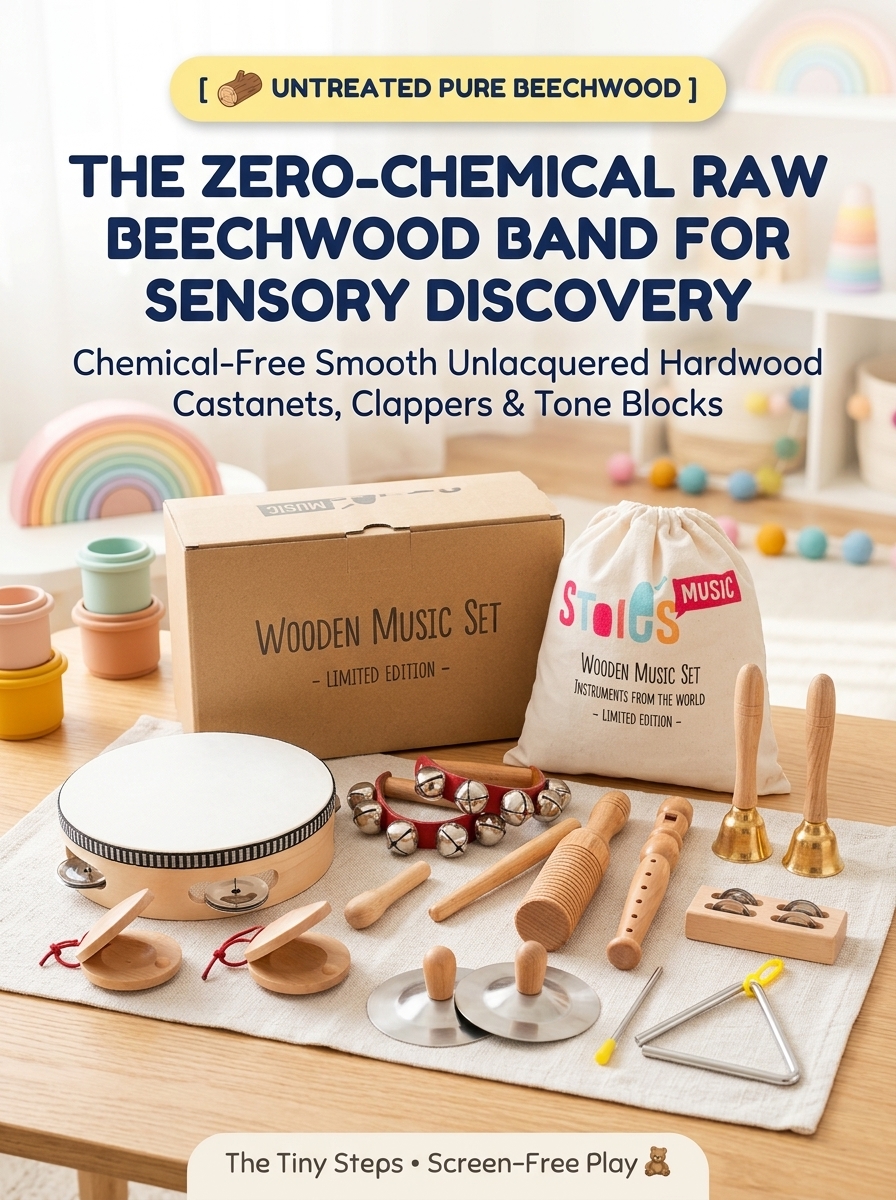 [ UNTREATED PURE BEECHWOOD ]
THE ZERO-CHEMICAL RAW
BEECHWOOD BAND FOR
SENSORY DISCOVERY
Chemical-Free Smooth Unlacquered Hardwood
Castanets, Clappers & Tone Blocks
MUSIC
WOODEN MUSIC SET
- LIMITED EDITION -
Stoies MUSIC
WOODEN MUSIC SET
INSTRUMENTS FROM THE WORLD
- LIMITED EDITION -
The Tiny Steps • Screen-Free Play